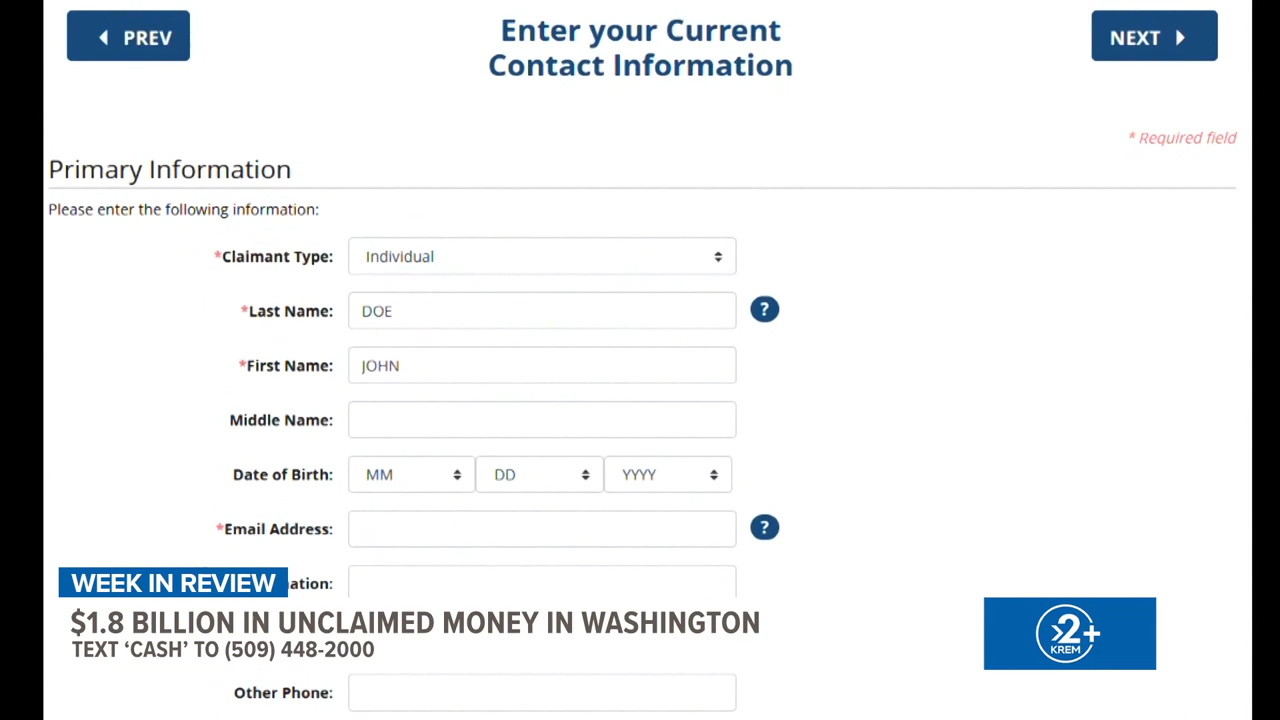 PREV
Enter your Current
Contact Information
NEXT
* Required field
Primary Information
Please enter the following information:
*Claimant Type: Individual
*Last Name: DOE ?
*First Name: JOHN
Middle Name:
Date of Birth: MM DD YYYY
*Email Address: ?
WEEK IN REVIEW
$1.8 BILLION IN UNCLAIMED MONEY IN WASHINGTON
TEXT ‘CASH’ TO (509) 448-2000
2+
KREM
Other Phone: